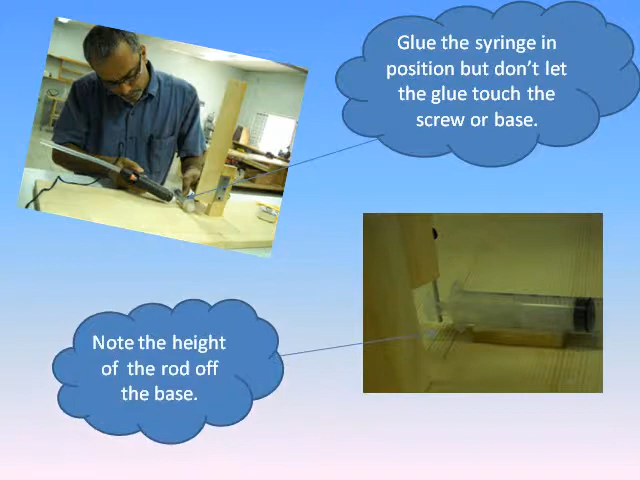 Glue the syringe in
position but don't let
the glue touch the
screw or base.
Note the height
of the rod off
the base.